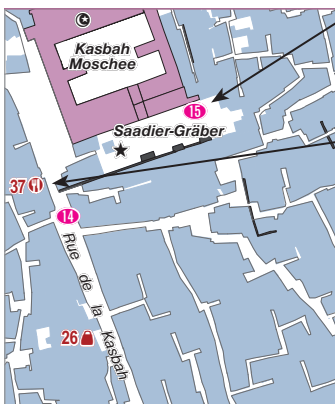 Kasbah
Moschee
15
Saadier-Gräber
37
14
Rue de la Kasbah
26